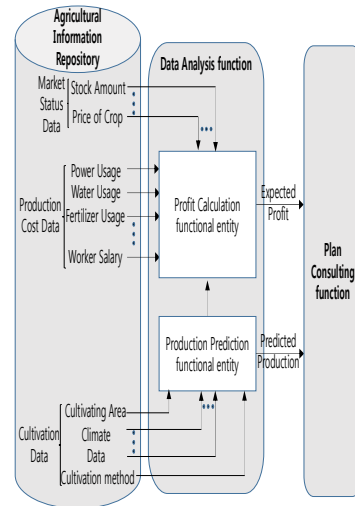 Agricultural
Information
Repository
Data Analysis function
Market
Status
Data
Stock Amount
Price of Crop
Production
Cost Data
Power Usage
Water Usage
Fertilizer Usage
Worker Salary
Profit Calculation
functional entity
Expected
Profit
Plan
Consulting
function
Production Prediction
functional entity
Predicted
Production
Cultivation
Data
Cultivating Area
Climate
Data
Cultivation method